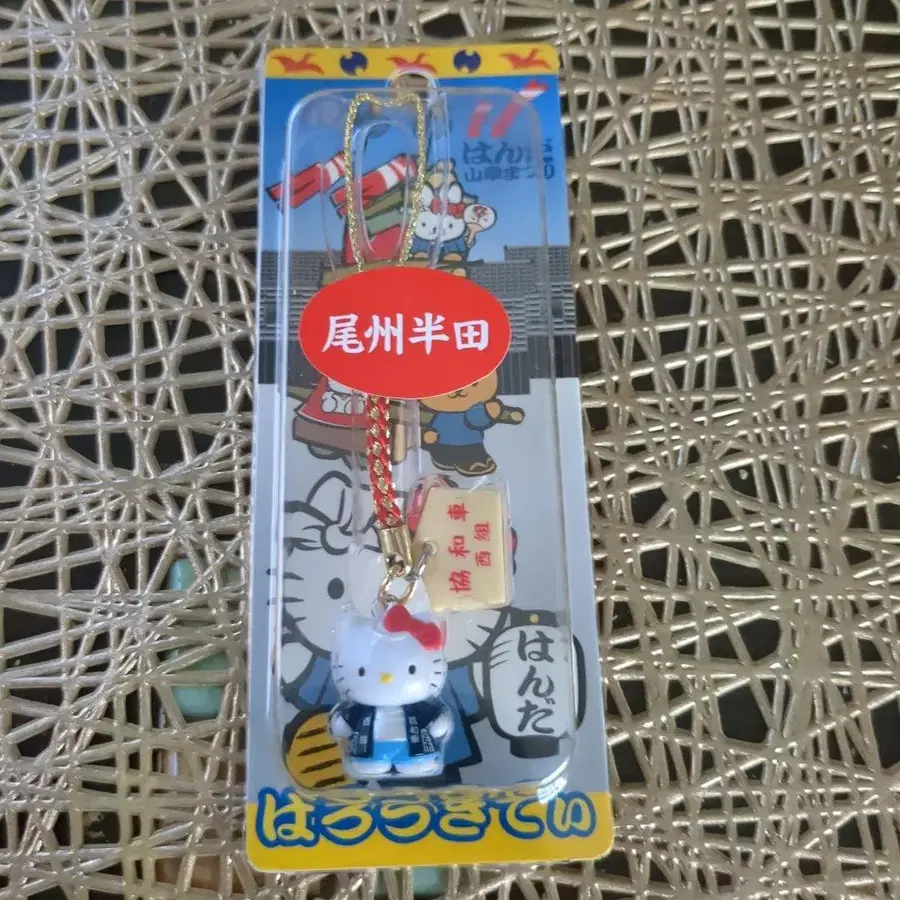 はんだ
山車まつり
祭
尾州半田
協和車
西組
はんだ
はろうきてぃ